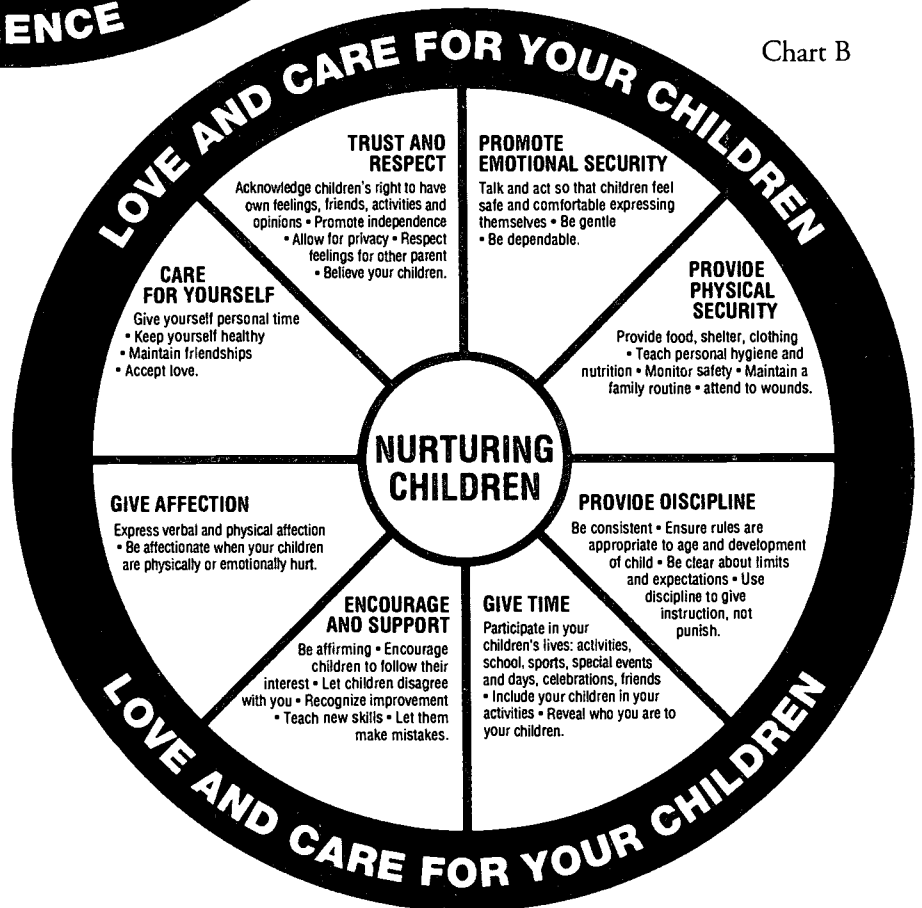 ENCE
Chart B
LOVE AND CARE FOR YOUR CHILDREN
TRUST AND
RESPECT
Acknowledge children's right to have
own feelings, friends, activities and
opinions • Promote independence
• Allow for privacy • Respect
feelings for other parent
• Believe your children.
PROMOTE
EMOTIONAL SECURITY
Talk and act so that children feel
safe and comfortable expressing
themselves • Be gentle
• Be dependable.
PROVIDE
PHYSICAL
SECURITY
Provide food, shelter, clothing
• Teach personal hygiene and
nutrition • Monitor safety • Maintain a
family routine • attend to wounds.
PROVIDE DISCIPLINE
Be consistent • Ensure rules are
appropriate to age and development
of child • Be clear about limits
and expectations • Use
discipline to give
instruction, not
punish.
GIVE TIME
Participate in your
children's lives: activities,
school, sports, special events
and days, celebrations, friends
• Include your children in your
activities • Reveal who you are to
your children.
ENCOURAGE
AND SUPPORT
Be affirming • Encourage
children to follow their
interest • Let children disagree
with you • Recognize improvement
• Teach new skills • Let them
make mistakes.
GIVE AFFECTION
Express verbal and physical affection
• Be affectionate when your children
are physically or emotionally hurt.
CARE
FOR YOURSELF
Give yourself personal time
• Keep yourself healthy
• Maintain friendships
• Accept love.
NURTURING
CHILDREN
LOVE AND CARE FOR YOUR CHILDREN